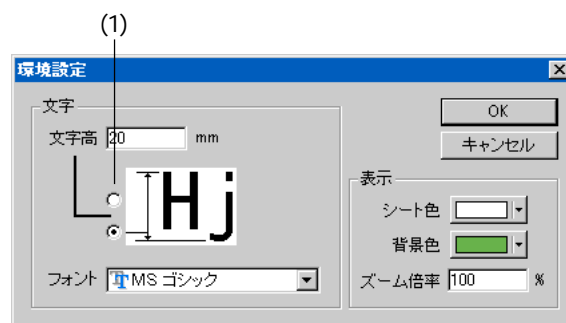 (1)
環境設定
文字
文字高 20 mm
Hj
フォント MS ゴシック
OK
キャンセル
表示
シート色
背景色
ズーム倍率 100 %